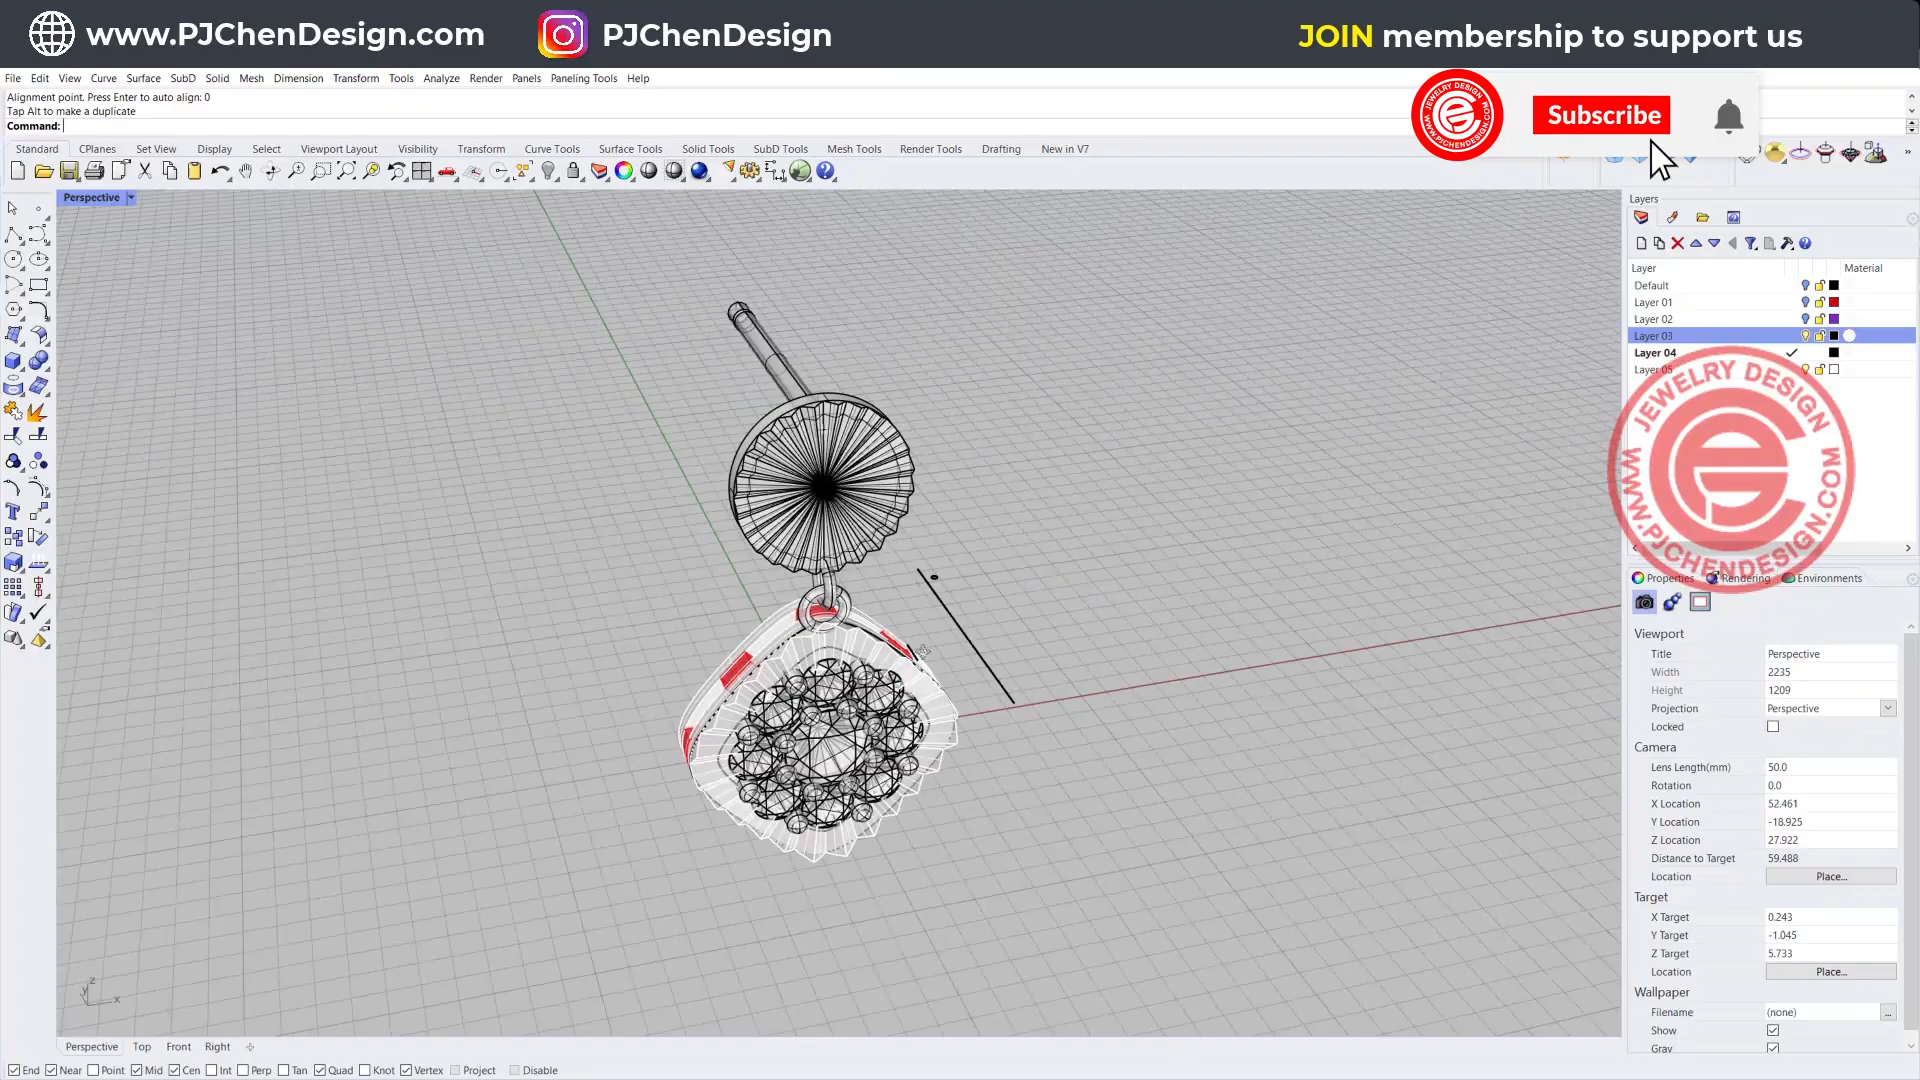 www.PJChenDesign.com PJChenDesign JOIN membership to support us
File Edit View Curve Surface SubD Solid Mesh Dimension Transform Tools Analyze Render Panels Paneling Tools Help
Alignment point. Press Enter to auto align: 0
Tap Alt to make a duplicate
Command:
JEWELRY DESIGN
WWW.PJCHENDESIGN.COM
Subscribe
Standard CPlanes Set View Display Select Viewport Layout Visibility Transform Curve Tools Surface Tools Solid Tools SubD Tools Mesh Tools Render Tools Drafting New in V7
Perspective
Layers
Layer Material
Default
Layer 01
Layer 02
Layer 03
Layer 04
Layer 05
JEWELRY DESIGN
WWW.PJCHENDESIGN.COM
Properties Rendering Environments
Viewport
Title Perspective
Width 2235
Height 1209
Projection Perspective
Locked
Camera
Lens Length(mm) 50.0
Rotation 0.0
X Location 52.461
Y Location -18.925
Z Location 27.922
Distance to Target 59.488
Location Place...
Target
X Target 0.243
Y Target -1.045
Z Target 5.733
Location Place...
Wallpaper
Filename (none) ...
Show
Gray
z
y x
Perspective Top Front Right
End Near Point Mid Cen Int Perp Tan Quad Knot Vertex Project Disable